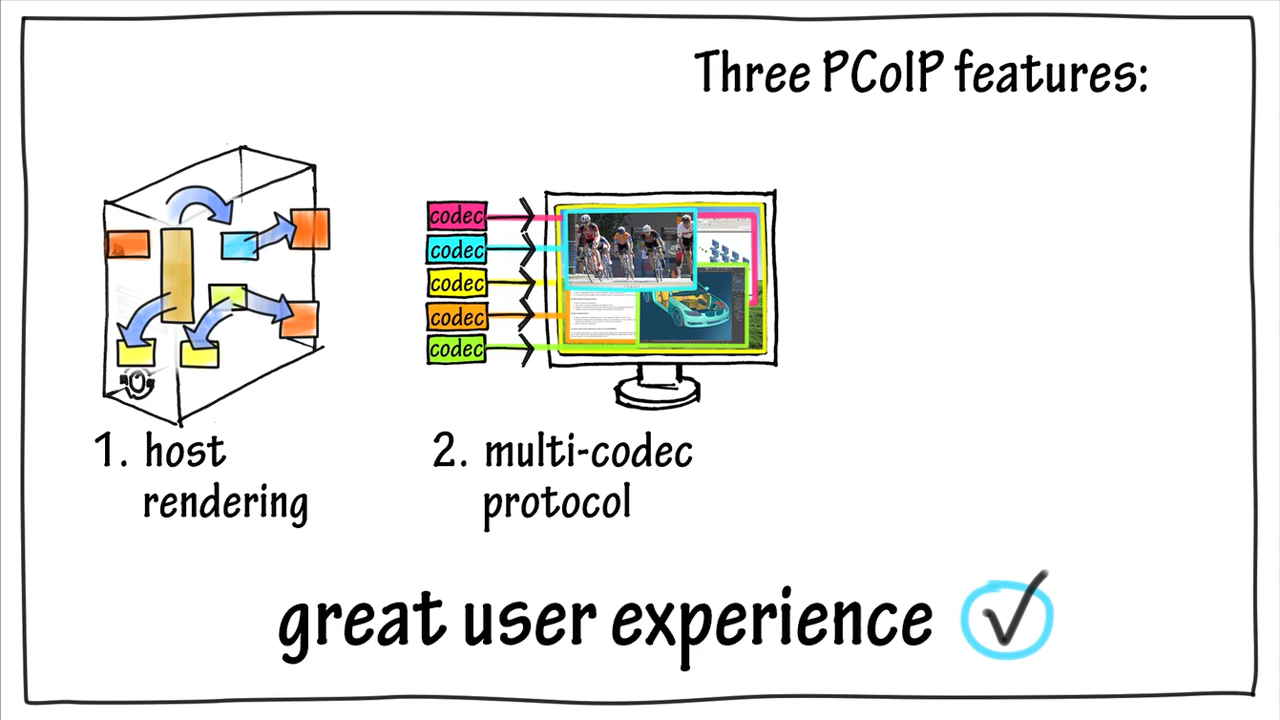 Three PCoIP features:
codec
codec
codec
codec
codec
1. host
rendering
2. multi-codec
protocol
great user experience